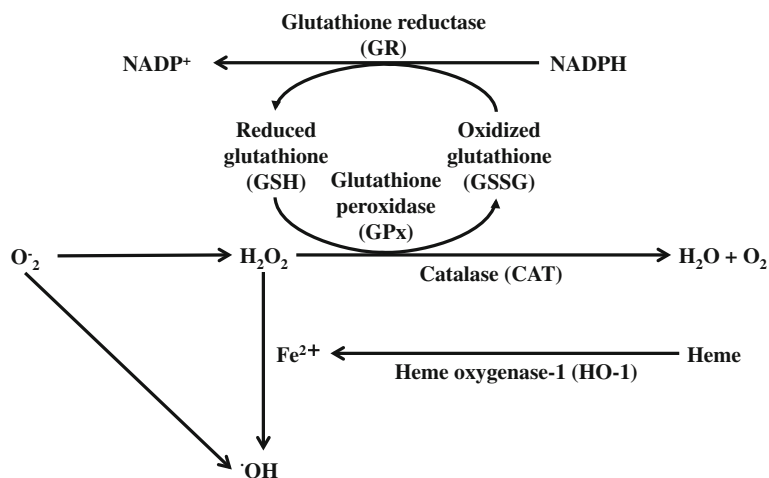 Glutathione reductase
(GR)
NADP⁺
NADPH
Reduced
glutathione
(GSH)
Oxidized
glutathione
(GSSG)
Glutathione
peroxidase
(GPx)
O⁻₂
H₂O₂
H₂O + O₂
Catalase (CAT)
Fe²⁺
Heme
Heme oxygenase-1 (HO-1)
·OH